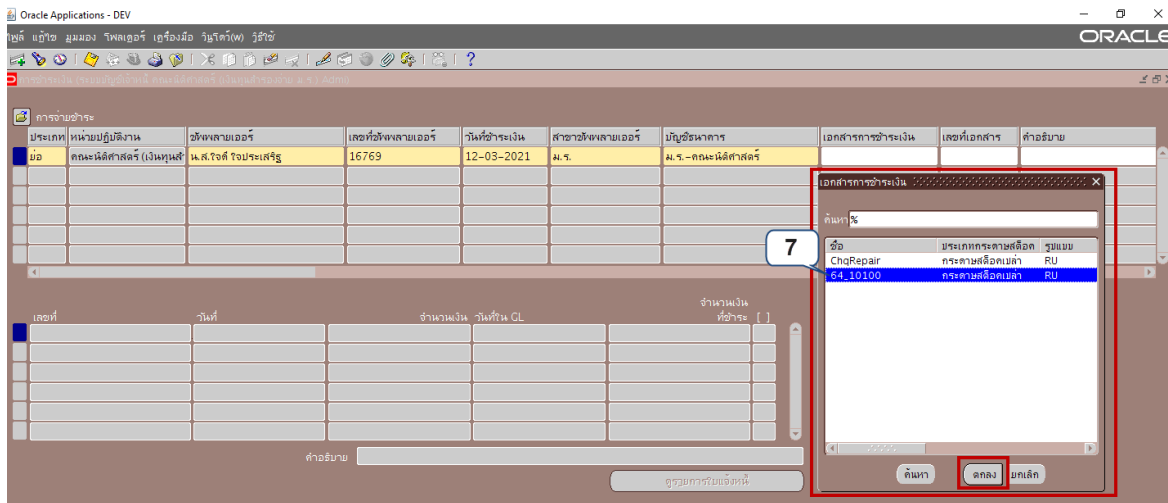 Oracle Applications - DEV
ไฟล์ แก้ไข มุมมอง โฟลเดอร์ เครื่องมือ วินโดว์(w) วิธีใช้
ORACLE
การจ่ายชำระ
ประเภท หน่วยปฏิบัติงาน ซัพพลายเออร์ เลขที่ซัพพลายเออร์ วันที่ชำระเงิน สาขาซัพพลายเออร์ บัญชีธนาคาร เอกสารการชำระเงิน เลขที่เอกสาร คำอธิบาย
ย่อ คณะนิติศาสตร์ (เงินทุนสำ น.ส.ใจดี ใจประเสริฐ 16769 12-03-2021 ม.ร. ม.ร.-คณะนิติศาสตร์
เอกสารการชำระเงิน
ค้นหา %
7
ชื่อ ประเภทกระดาษสต็อค รูปแบบ
ChqRepair กระดาษสต็อคเปล่า RU
64_10100 กระดาษสต็อคเปล่า RU
จำนวนเงิน
เลขที่ วันที่ จำนวนเงิน วันที่ใน GL ที่ชำระ [ ]
คำอธิบาย
ค้นหา ตกลง ยกเลิก
ดูรายการใบแจ้งหนี้